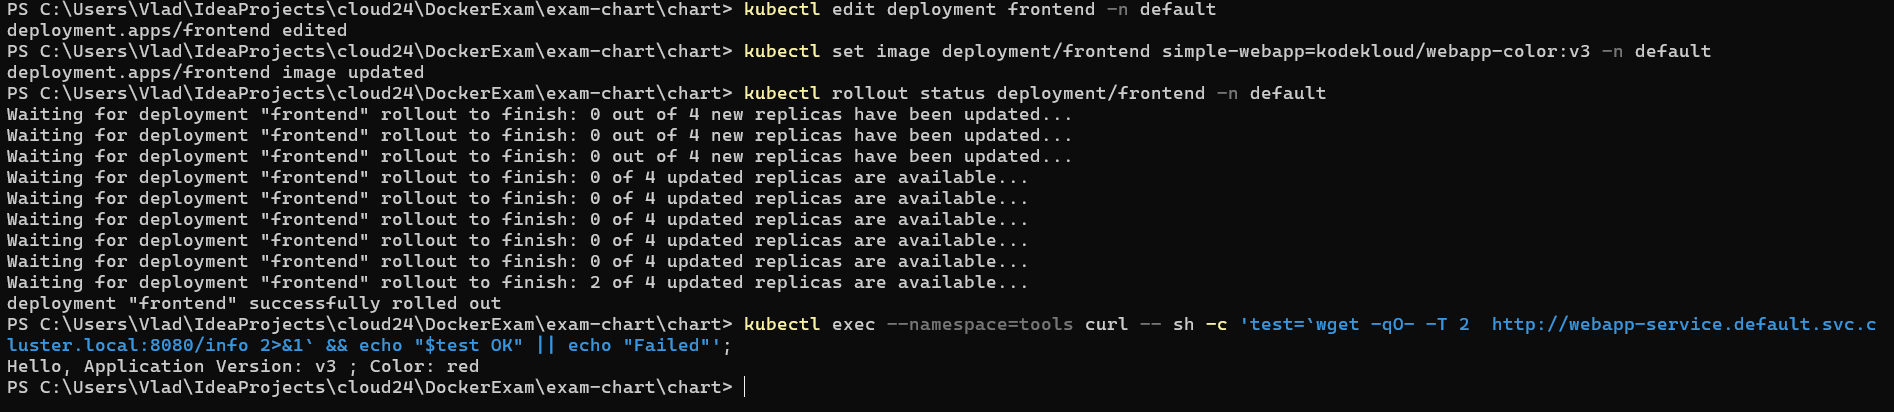 PS C:\Users\Vlad\IdeaProjects\cloud24\DockerExam\exam-chart\chart> kubectl edit deployment frontend -n default
deployment.apps/frontend edited
PS C:\Users\Vlad\IdeaProjects\cloud24\DockerExam\exam-chart\chart> kubectl set image deployment/frontend simple-webapp=kodekloud/webapp-color:v3 -n default
deployment.apps/frontend image updated
PS C:\Users\Vlad\IdeaProjects\cloud24\DockerExam\exam-chart\chart> kubectl rollout status deployment/frontend -n default
Waiting for deployment "frontend" rollout to finish: 0 out of 4 new replicas have been updated...
Waiting for deployment "frontend" rollout to finish: 0 out of 4 new replicas have been updated...
Waiting for deployment "frontend" rollout to finish: 0 out of 4 new replicas have been updated...
Waiting for deployment "frontend" rollout to finish: 0 of 4 updated replicas are available...
Waiting for deployment "frontend" rollout to finish: 0 of 4 updated replicas are available...
Waiting for deployment "frontend" rollout to finish: 0 of 4 updated replicas are available...
Waiting for deployment "frontend" rollout to finish: 0 of 4 updated replicas are available...
Waiting for deployment "frontend" rollout to finish: 0 of 4 updated replicas are available...
Waiting for deployment "frontend" rollout to finish: 2 of 4 updated replicas are available...
deployment "frontend" successfully rolled out
PS C:\Users\Vlad\IdeaProjects\cloud24\DockerExam\exam-chart\chart> kubectl exec --namespace=tools curl -- sh -c 'test=`wget -qO- -T 2  http://webapp-service.default.svc.c
luster.local:8080/info 2>&1` && echo "$test OK" || echo "Failed"';
Hello, Application Version: v3 ; Color: red
PS C:\Users\Vlad\IdeaProjects\cloud24\DockerExam\exam-chart\chart>